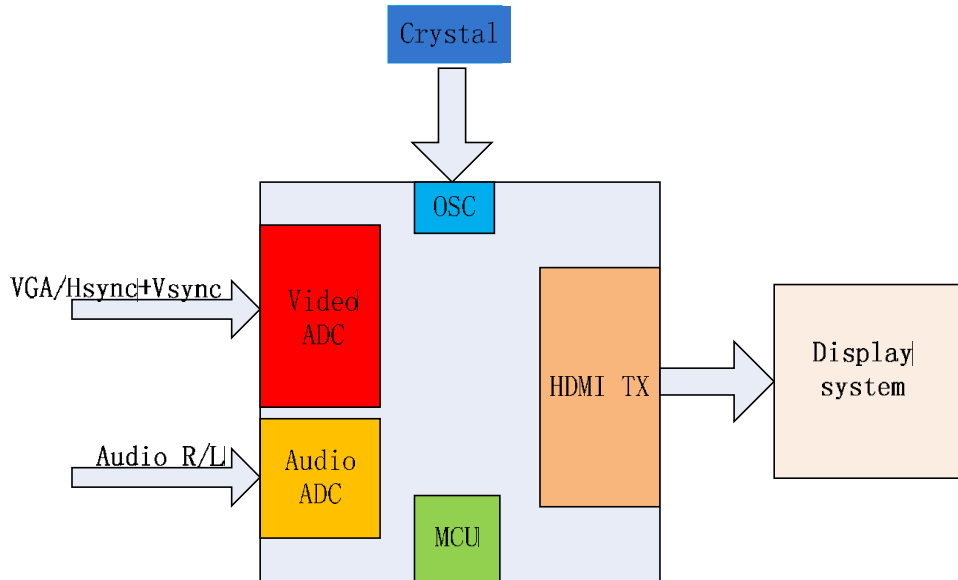 Crystal
OSC
VGA/Hsync+Vsync
Video
ADC
HDMI TX
Display
system
Audio R/L
Audio
ADC
MCU